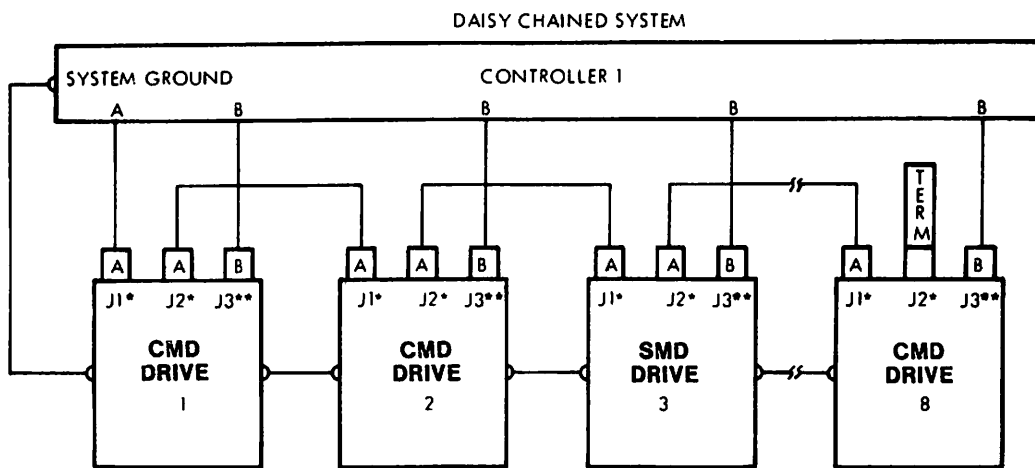 DAISY CHAINED SYSTEM
SYSTEM GROUND CONTROLLER 1
A B B B B
TERM
A A B A A B A A B A B
J1* J2* J3** J1* J2* J3** J1* J2* J3** J1* J2* J3**
CMD DRIVE 1
CMD DRIVE 2
SMD DRIVE 3
CMD DRIVE 8